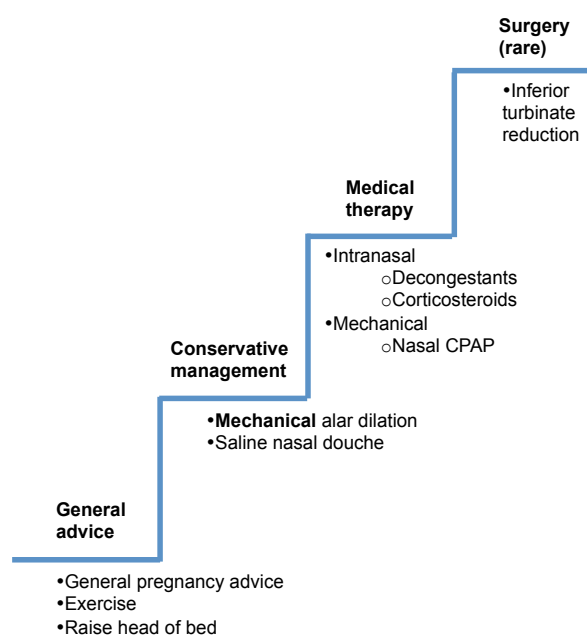 Surgery
(rare)
•Inferior
turbinate
reduction
Medical
therapy
•Intranasal
oDecongestants
oCorticosteroids
•Mechanical
oNasal CPAP
Conservative
management
•Mechanical alar dilation
•Saline nasal douche
General
advice
•General pregnancy advice
•Exercise
•Raise head of bed